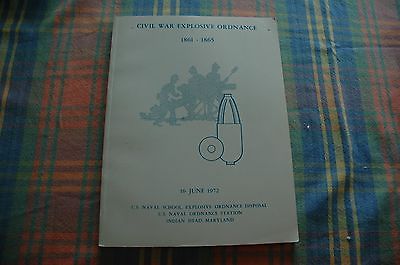 CIVIL WAR EXPLOSIVE ORDNANCE
1861 - 1865
16 JUNE 1972
U.S. NAVAL SCHOOL EXPLOSIVE ORDNANCE DISPOSAL
U.S. NAVAL ORDNANCE STATION
INDIAN HEAD, MARYLAND